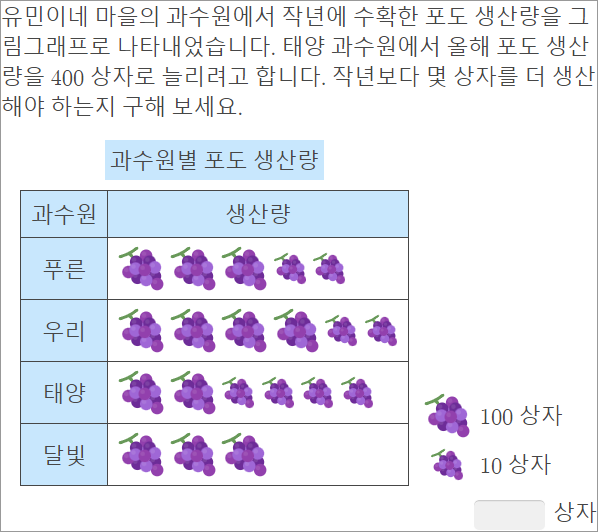 유민이네 마을의 과수원에서 작년에 수확한 포도 생산량을 그
림그래프로 나타내었습니다. 태양 과수원에서 올해 포도 생산
량을 400 상자로 늘리려고 합니다. 작년보다 몇 상자를 더 생산
해야 하는지 구해 보세요.
과수원별 포도 생산량
과수원 생산량
푸른
우리
태양
달빛
100 상자
10 상자
상자